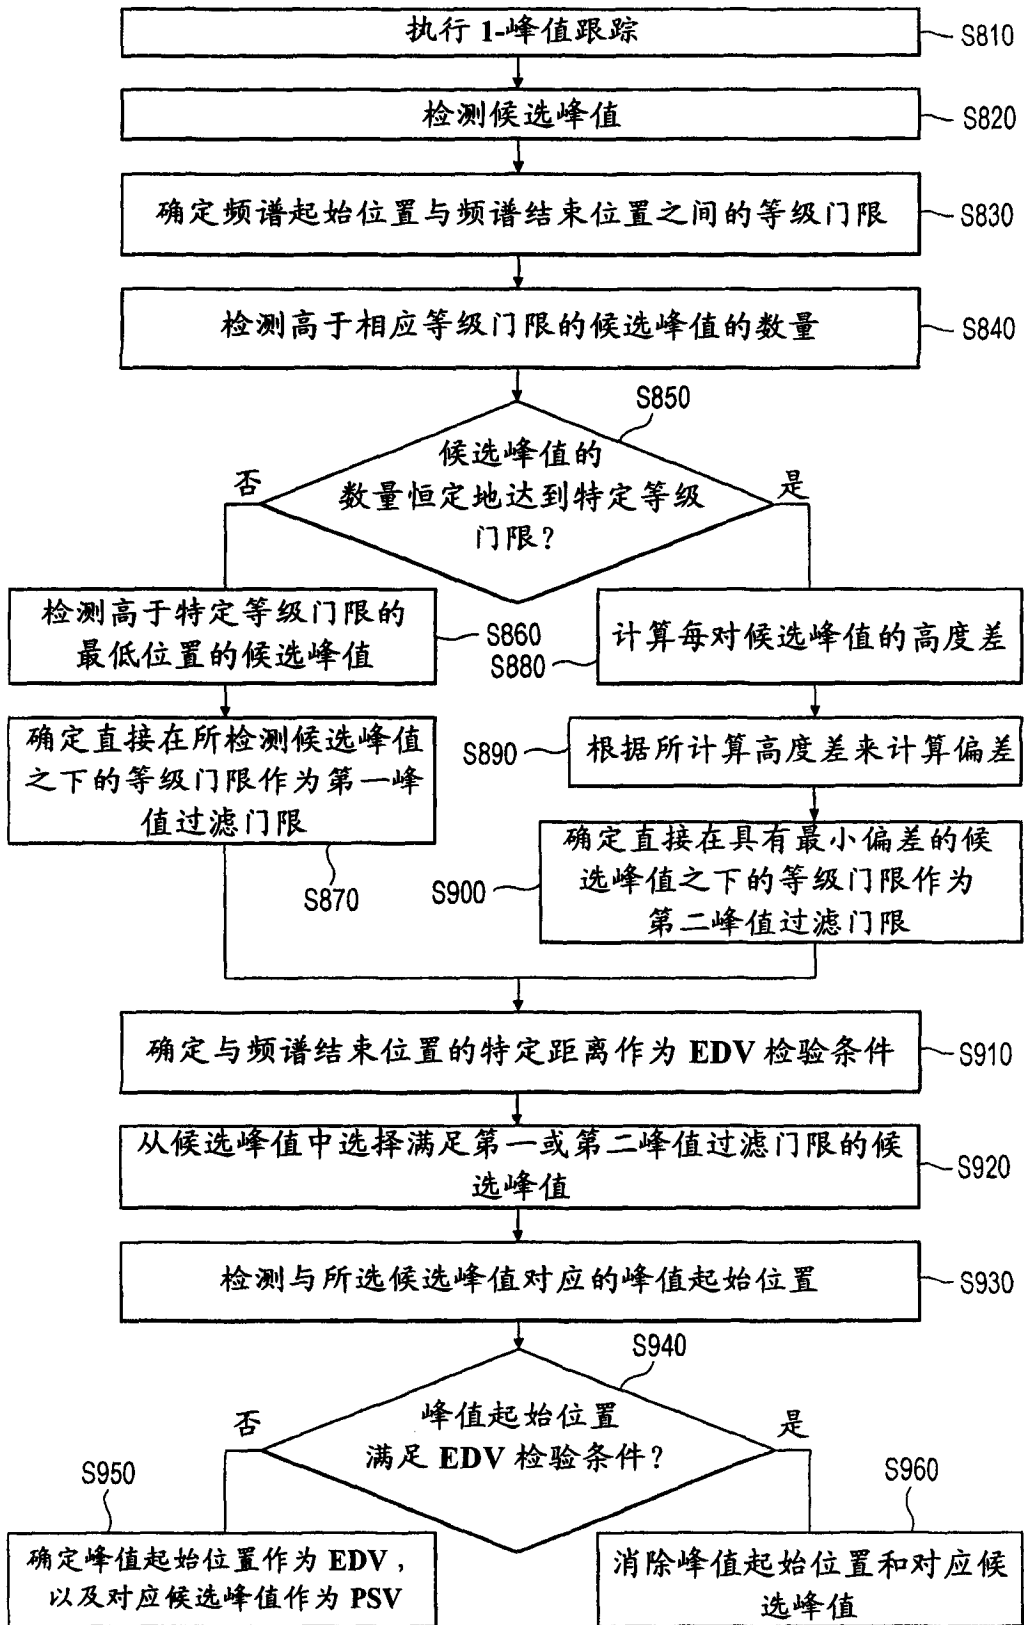 执行 1-峰值跟踪
S810
检测候选峰值
S820
确定频谱起始位置与频谱结束位置之间的等级门限
S830
检测高于相应等级门限的候选峰值的数量
S840
S850
候选峰值的
数量恒定地达到特定等级
门限?
否
是
检测高于特定等级门限的
最低位置的候选峰值
S860
S880
计算每对候选峰值的高度差
确定直接在所检测候选峰值
之下的等级门限作为第一峰
值过滤门限
S870
S890
根据所计算高度差来计算偏差
S900
确定直接在具有最小偏差的候
选峰值之下的等级门限作为
第二峰值过滤门限
确定与频谱结束位置的特定距离作为 EDV 检验条件
S910
从候选峰值中选择满足第一或第二峰值过滤门限的候
选峰值
S920
检测与所选候选峰值对应的峰值起始位置
S930
S940
峰值起始位置
满足 EDV 检验条件?
否
是
S950
确定峰值起始位置作为 EDV,
以及对应候选峰值作为 PSV
S960
消除峰值起始位置和对应候
选峰值